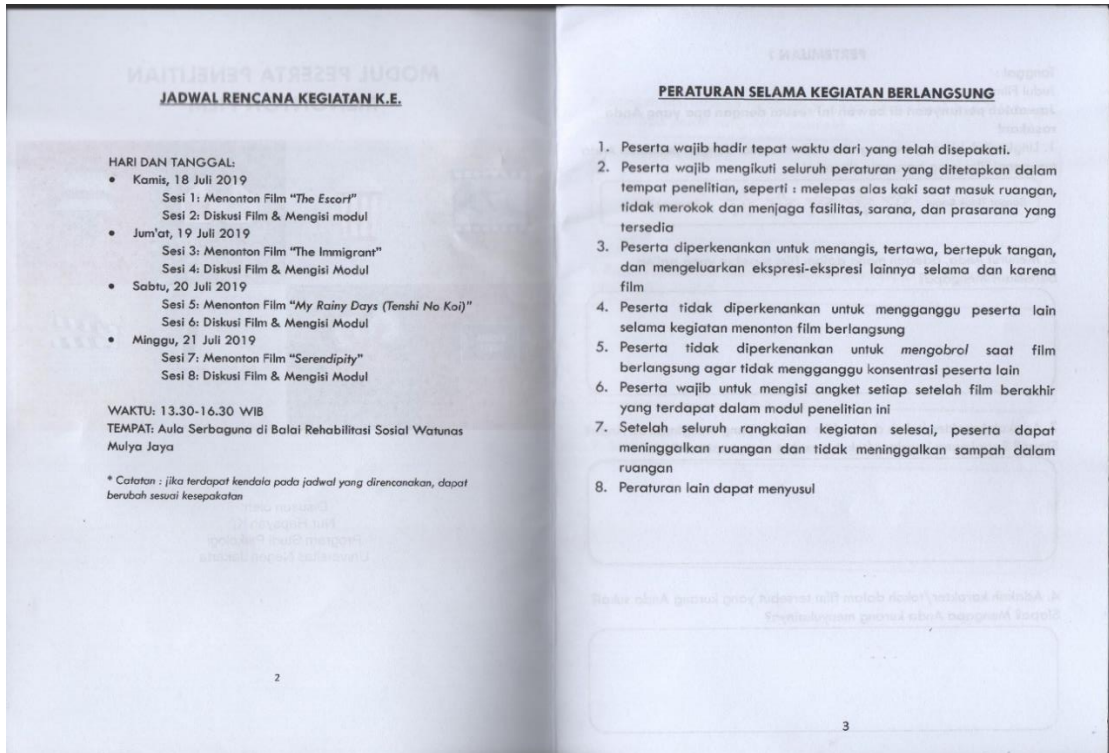 JADWAL RENCANA KEGIATAN K.E.
HARI DAN TANGGAL:
• Kamis, 18 Juli 2019
Sesi 1: Menonton Film "The Escort"
Sesi 2: Diskusi Film & Mengisi modul
• Jum'at, 19 Juli 2019
Sesi 3: Menonton Film "The Immigrant"
Sesi 4: Diskusi Film & Mengisi Modul
• Sabtu, 20 Juli 2019
Sesi 5: Menonton Film "My Rainy Days (Tenshi No Koi)"
Sesi 6: Diskusi Film & Mengisi Modul
• Minggu, 21 Juli 2019
Sesi 7: Menonton Film "Serendipity"
Sesi 8: Diskusi Film & Mengisi Modul
WAKTU: 13.30-16.30 WIB
TEMPAT: Aula Serbaguna di Balai Rehabilitasi Sosial Watunas
Mulya Jaya
* Catatan : jika terdapat kendala pada jadwal yang direncanakan, dapat
berubah sesuai kesepakatan
2
PERATURAN SELAMA KEGIATAN BERLANGSUNG
1. Peserta wajib hadir tepat waktu dari yang telah disepakati.
2. Peserta wajib mengikuti seluruh peraturan yang ditetapkan dalam
tempat penelitian, seperti : melepas alas kaki saat masuk ruangan,
tidak merokok dan menjaga fasilitas, sarana, dan prasarana yang
tersedia
3. Peserta diperkenankan untuk menangis, tertawa, bertepuk tangan,
dan mengeluarkan ekspresi-ekspresi lainnya selama dan karena
film
4. Peserta tidak diperkenankan untuk mengganggu peserta lain
selama kegiatan menonton film berlangsung
5. Peserta tidak diperkenankan untuk mengobrol saat film
berlangsung agar tidak mengganggu konsentrasi peserta lain
6. Peserta wajib untuk mengisi angket setiap setelah film berakhir
yang terdapat dalam modul penelitian ini
7. Setelah seluruh rangkaian kegiatan selesai, peserta dapat
meninggalkan ruangan dan tidak meninggalkan sampah dalam
ruangan
8. Peraturan lain dapat menyusul
3